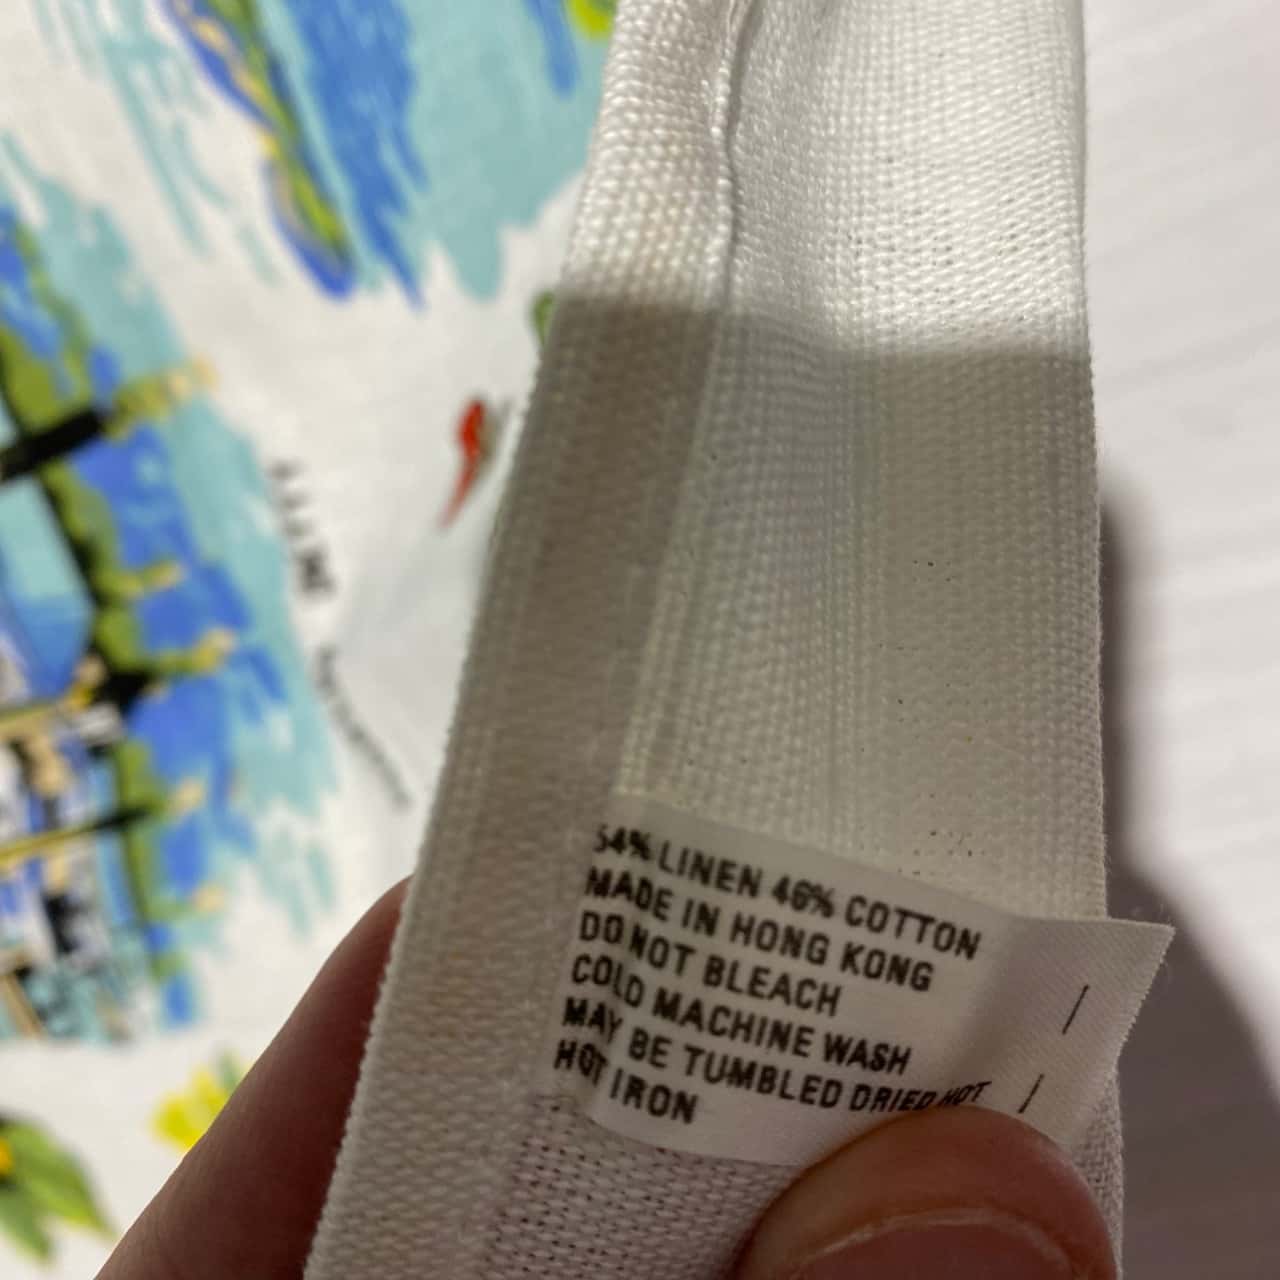 54% LINEN 46% COTTON
MADE IN HONG KONG
DO NOT BLEACH
COLD MACHINE WASH
MAY BE TUMBLED DRIED HOT
HOT IRON